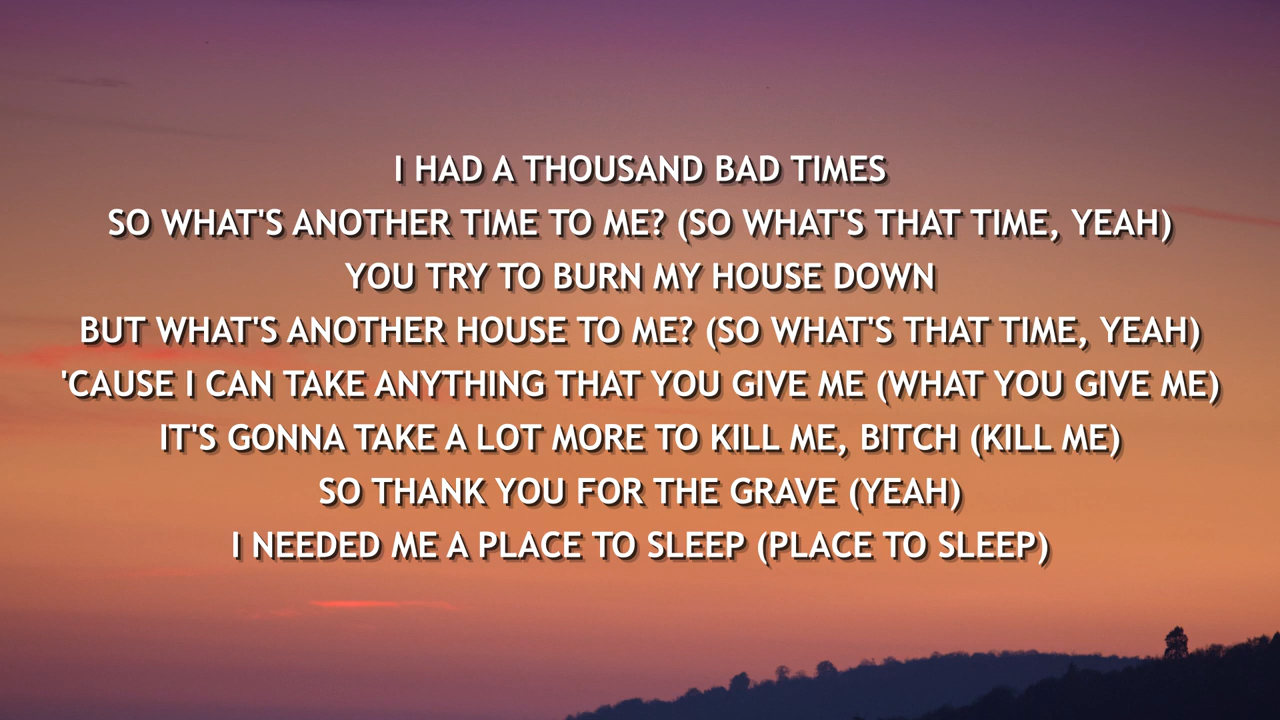 I HAD A THOUSAND BAD TIMES
SO WHAT'S ANOTHER TIME TO ME? (SO WHAT'S THAT TIME, YEAH)
YOU TRY TO BURN MY HOUSE DOWN
BUT WHAT'S ANOTHER HOUSE TO ME? (SO WHAT'S THAT TIME, YEAH)
'CAUSE I CAN TAKE ANYTHING THAT YOU GIVE ME (WHAT YOU GIVE ME)
IT'S GONNA TAKE A LOT MORE TO KILL ME, BITCH (KILL ME)
SO THANK YOU FOR THE GRAVE (YEAH)
I NEEDED ME A PLACE TO SLEEP (PLACE TO SLEEP)